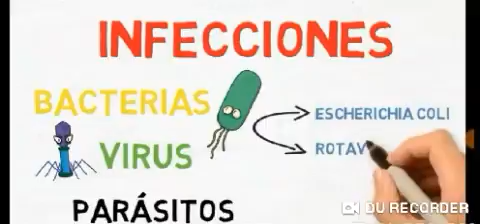 INFECCIONES
BACTERIAS
ESCHERICHIA COLI
VIRUS
ROTAV
PARÁSITOS
DU RECORDER